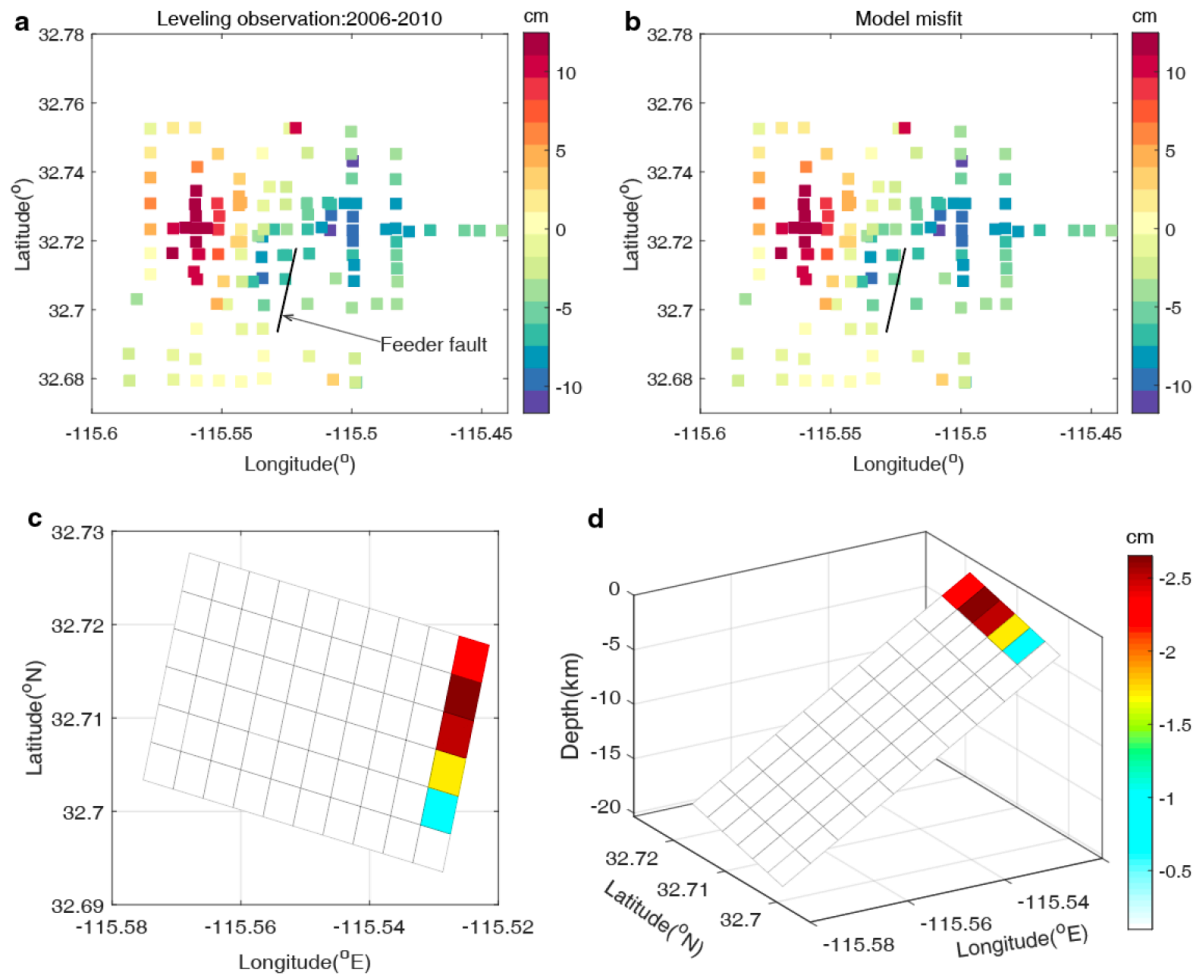 a
Leveling observation:2006-2010
cm
32.78
32.76
32.74
32.72
32.7
32.68
Latitude(º)
-115.6
-115.55
-115.5
-115.45
Longitude(º)
Feeder fault
10
5
0
-5
-10
b
Model misfit
cm
32.78
32.76
32.74
32.72
32.7
32.68
Latitude(º)
-115.6
-115.55
-115.5
-115.45
Longitude(º)
10
5
0
-5
-10
c
32.73
32.72
32.71
32.7
32.69
Latitude(ºN)
-115.58
-115.56
-115.54
-115.52
Longitude(ºE)
d
0
-5
-10
-15
-20
Depth(km)
32.72
32.71
32.7
Latitude(ºN)
-115.58
-115.56
-115.54
Longitude(ºE)
cm
-2.5
-2
-1.5
-1
-0.5